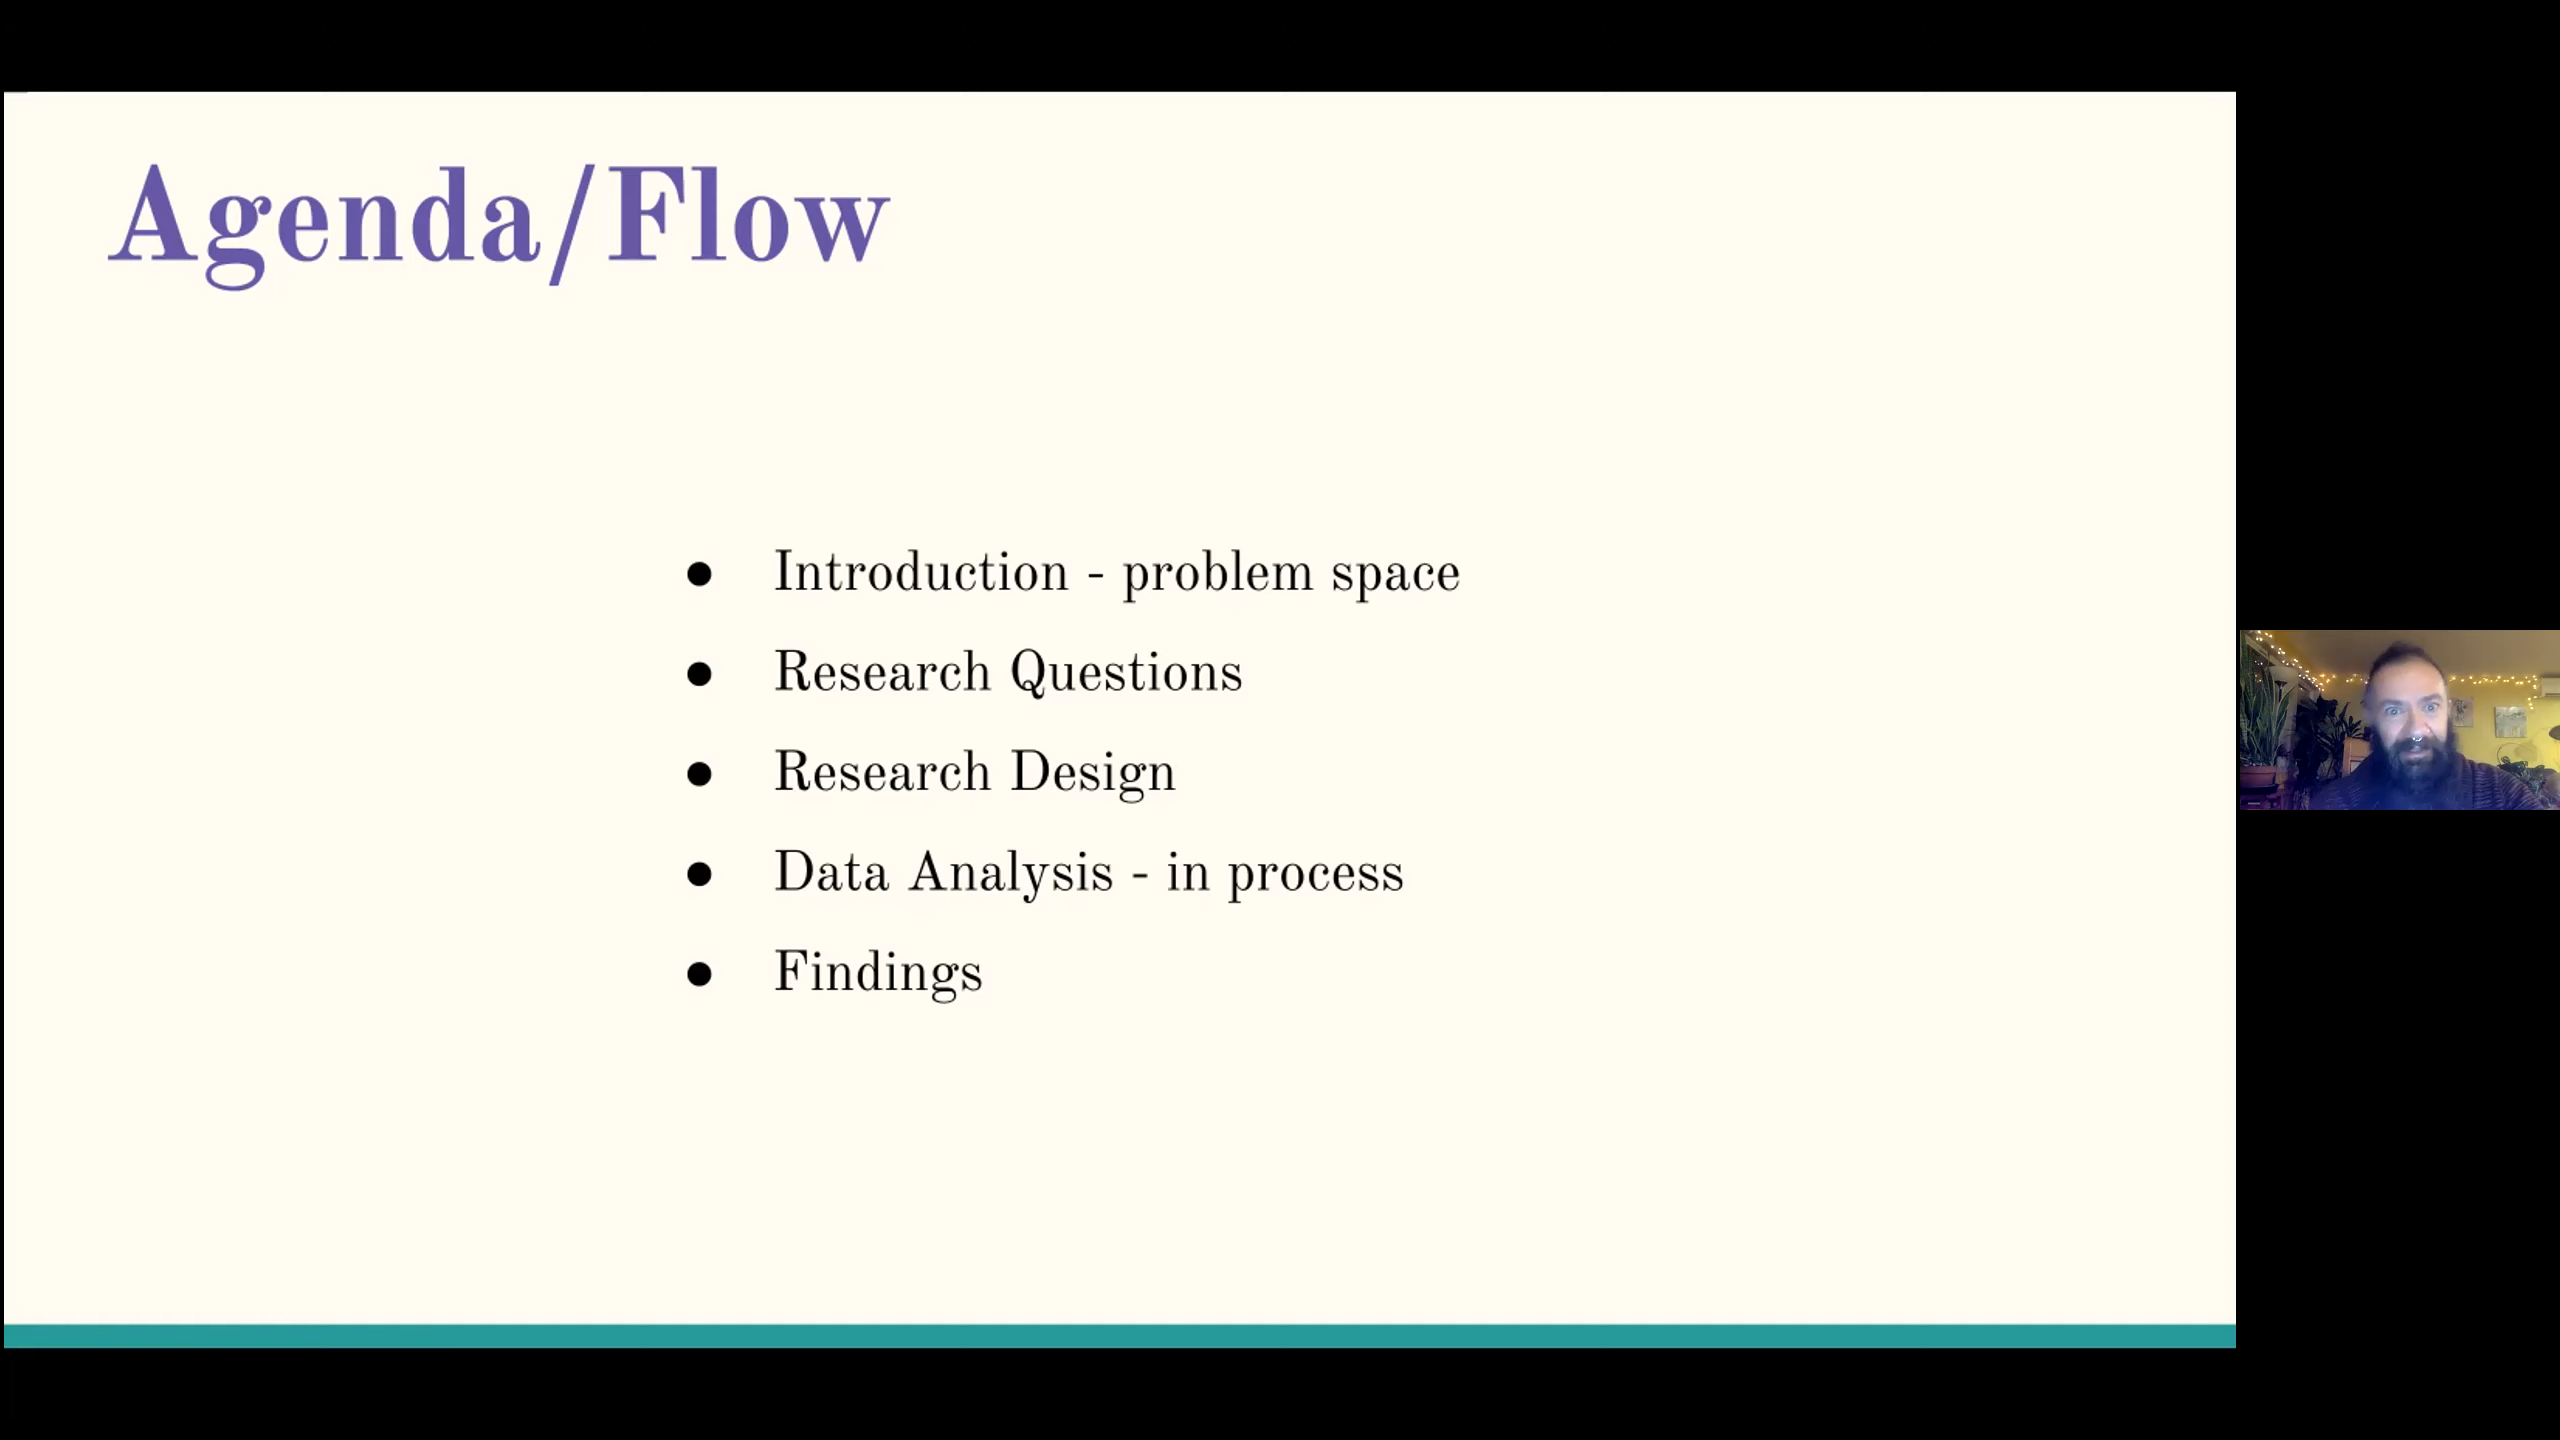 Agenda/Flow
● Introduction - problem space
● Research Questions
● Research Design
● Data Analysis - in process
● Findings